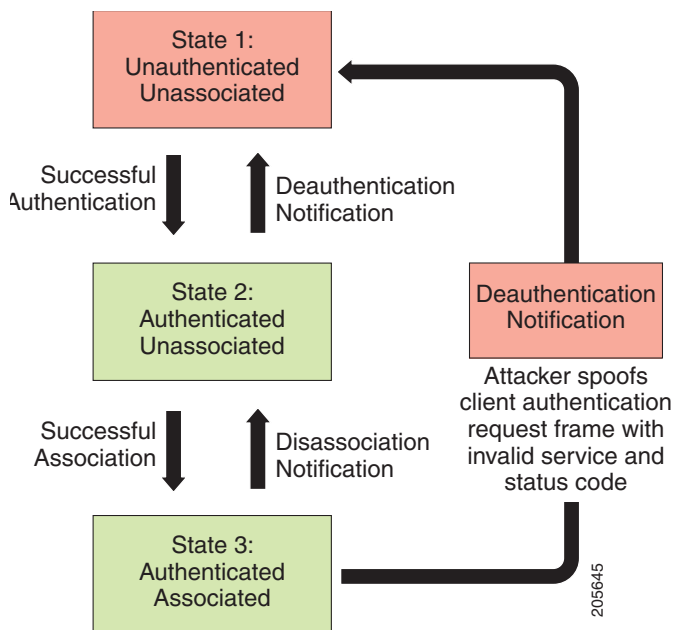 State 1:
Unauthenticated
Unassociated
Successful
Authentication
Deauthentication
Notification
State 2:
Authenticated
Unassociated
Deauthentication
Notification
Attacker spoofs
client authentication
request frame with
invalid service and
status code
Successful
Association
Disassociation
Notification
State 3:
Authenticated
Associated
205645